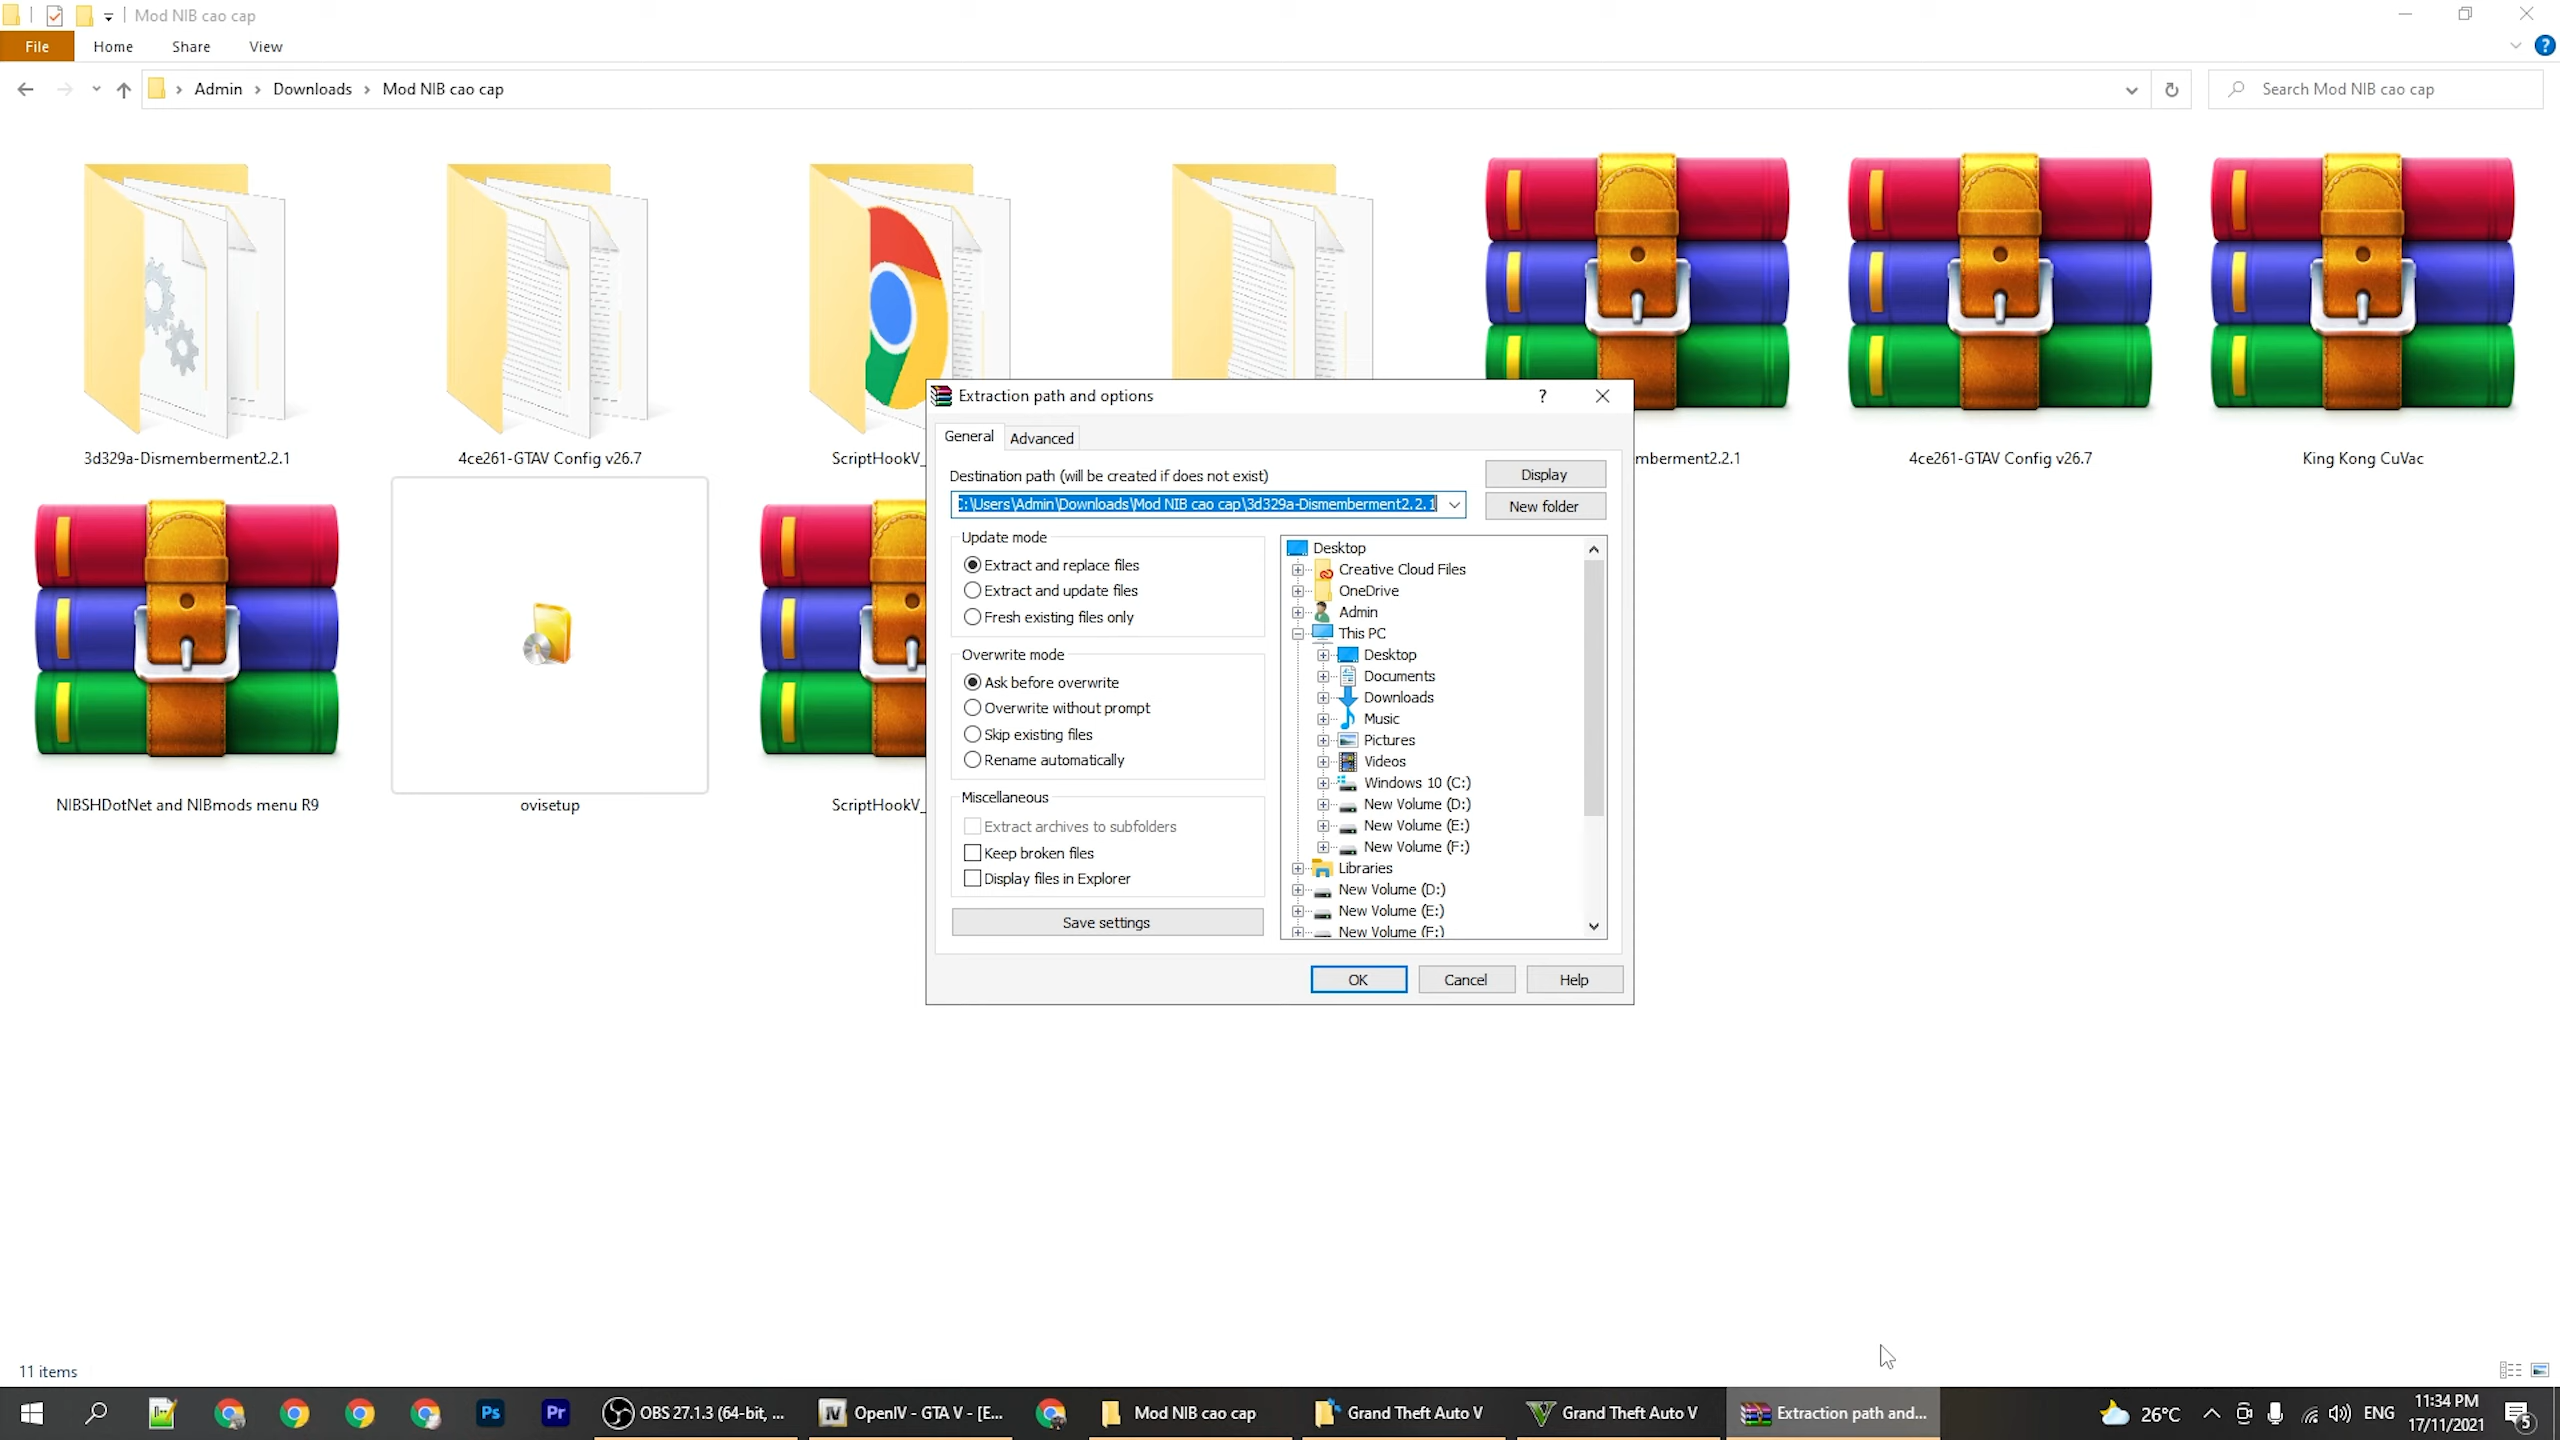 Mod NIB cao cap
File Home Share View
Admin Downloads Mod NIB cao cap
Search Mod NIB cao cap
3d329a-Dismemberment2.2.1
4ce261-GTAV Config v26.7
ScriptHookV_
mberment2.2.1
4ce261-GTAV Config v26.7
King Kong CuVac
NIBSHDotNet and NIBmods menu R9
ovisetup
ScriptHookV_
Extraction path and options
General Advanced
Destination path (will be created if does not exist)
C:\Users\Admin\Downloads\Mod NIB cao cap\3d329a-Dismemberment2.2.1
Display
New folder
Update mode
Extract and replace files
Extract and update files
Fresh existing files only
Overwrite mode
Ask before overwrite
Overwrite without prompt
Skip existing files
Rename automatically
Miscellaneous
Extract archives to subfolders
Keep broken files
Display files in Explorer
Save settings
Desktop
Creative Cloud Files
OneDrive
Admin
This PC
Desktop
Documents
Downloads
Music
Pictures
Videos
Windows 10 (C:)
New Volume (D:)
New Volume (E:)
New Volume (F:)
Libraries
New Volume (D:)
New Volume (E:)
New Volume (F:)
OK Cancel Help
11 items
Ps
Pr
OBS 27.1.3 (64-bit, ...
IV
OpenIV - GTA V - [E...
Mod NIB cao cap
Grand Theft Auto V
Grand Theft Auto V
Extraction path and...
26°C
ENG
11:34 PM
17/11/2021
5